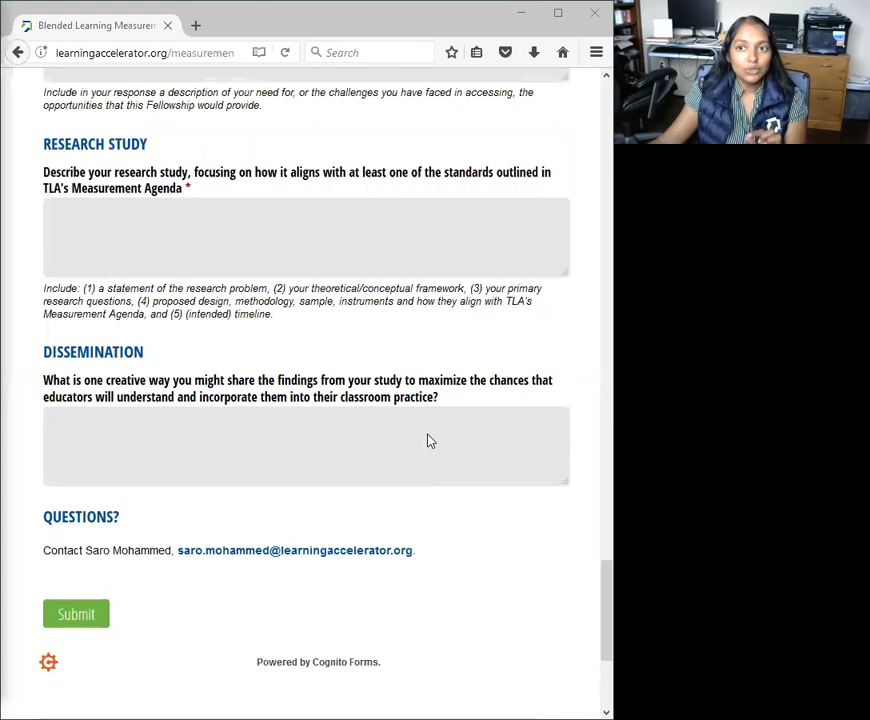 Blended Learning Measuren
learningaccelerator.org/measuremen
Search
Include in your response a description of your need for, or the challenges you have faced in accessing, the
opportunities that this Fellowship would provide.
RESEARCH STUDY
Describe your research study, focusing on how it aligns with at least one of the standards outlined in
TLA's Measurement Agenda *
Include: (1) a statement of the research problem, (2) your theoretical/conceptual framework, (3) your primary
research questions, (4) proposed design, methodology, sample, instruments and how they align with TLA's
Measurement Agenda, and (5) (intended) timeline.
DISSEMINATION
What is one creative way you might share the findings from your study to maximize the chances that
educators will understand and incorporate them into their classroom practice?
QUESTIONS?
Contact Saro Mohammed, saro.mohammed@learningaccelerator.org.
Submit
Powered by Cognito Forms.